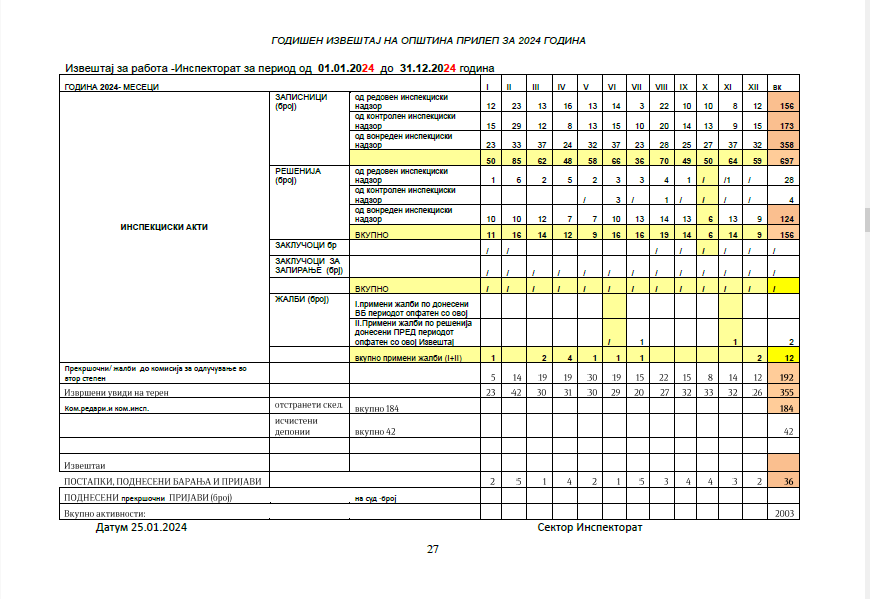 ГОДИШЕН ИЗВЕШТАЈ НА ОПШТИНА ПРИЛЕП ЗА 2024 ГОДИНА
Извештај за работа -Инспекторат за период од 01.01.2024 до 31.12.2024 година
ГОДИНА 2024- МЕСЕЦИ I II III IV V VI VII VIII IX X XI XII вк
ИНСПЕКЦИСКИ АКТИ
ЗАПИСНИЦИ
(број)
од редовен инспекциски
надзор 12 23 13 16 13 14 3 22 10 10 8 12 156
од контролен инспекциски
надзор 15 29 12 8 13 15 10 20 14 13 9 15 173
од вонреден инспекциски
надзор 23 33 37 24 32 37 23 28 25 27 37 32 358
50 85 62 48 58 66 36 70 49 50 64 59 697
РЕШЕНИЈА
(број)
од редовен инспекциски
надзор 1 6 2 5 2 3 3 4 1 / /1 / 28
од контролен инспекциски
надзор / 3 / 1 / / / / 4
од вонреден инспекциски
надзор 10 10 12 7 7 10 13 14 13 6 13 9 124
ВКУПНО 11 16 14 12 9 16 16 19 14 6 14 9 156
ЗАКЛУЧОЦИ бр / / / / / / / /
ЗАКЛУЧОЦИ ЗА
ЗАПИРАЊЕ (брј) / / / / / / / / / / / / /
ВКУПНО / / / / / / / / / / / / /
ЖАЛБИ (број)
I.примени жалби по донесени
ВБ периодот опфатен со овој
II.Примени жалби по решенија
донесени ПРЕД периодот
опфатен со овој Извештај / 1 1 2
вкупно примени жалби (I+II) 1 2 4 1 1 1 2 12
Прекршочни/ жалби до комисија за одлучување во
втор степен 5 14 19 19 30 19 15 22 15 8 14 12 192
Извршени увиди на терен 23 42 30 31 30 29 20 27 32 33 32 26 355
Ком.редари.и ком.инсп. отстранети скел. вкупно 184 184
исчистени
депонии вкупно 42 42
Извештаи
ПОСТАПКИ, ПОДНЕСЕНИ БАРАЊА И ПРИЈАВИ 2 5 1 4 2 1 5 3 4 4 3 2 36
ПОДНЕСЕНИ прекршочни ПРИЈАВИ (број) на суд -број
Вкупно активности: 2003
Датум 25.01.2024 Сектор Инспекторат
27